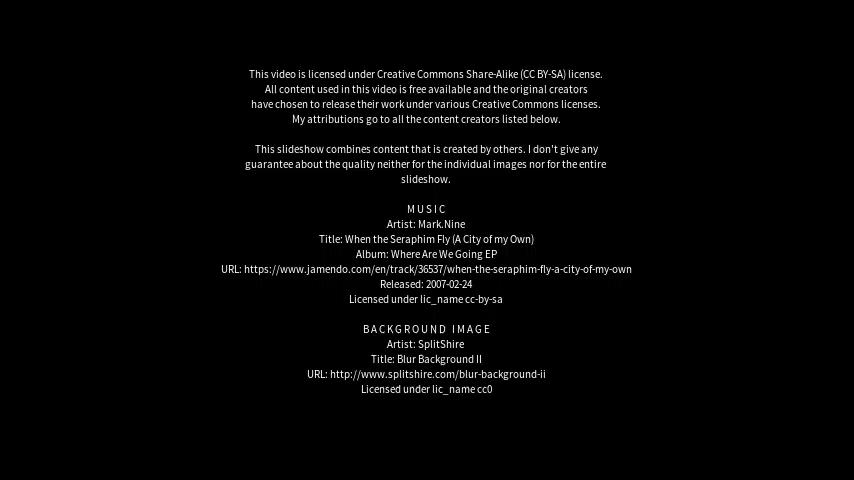 This video is licensed under Creative Commons Share-Alike (CC BY-SA) license.
All content used in this video is free available and the original creators
have chosen to release their work under various Creative Commons licenses.
My attributions go to all the content creators listed below.
This slideshow combines content that is created by others. I don't give any
guarantee about the quality neither for the individual images nor for the entire
slideshow.
MUSIC
Artist: Mark.Nine
Title: When the Seraphim Fly (A City of my Own)
Album: Where Are We Going EP
URL: https://www.jamendo.com/en/track/36537/when-the-seraphim-fly-a-city-of-my-own
Released: 2007-02-24
Licensed under lic_name cc-by-sa
BACKGROUND IMAGE
Artist: SplitShire
Title: Blur Background II
URL: http://www.splitshire.com/blur-background-ii
Licensed under lic_name cc0